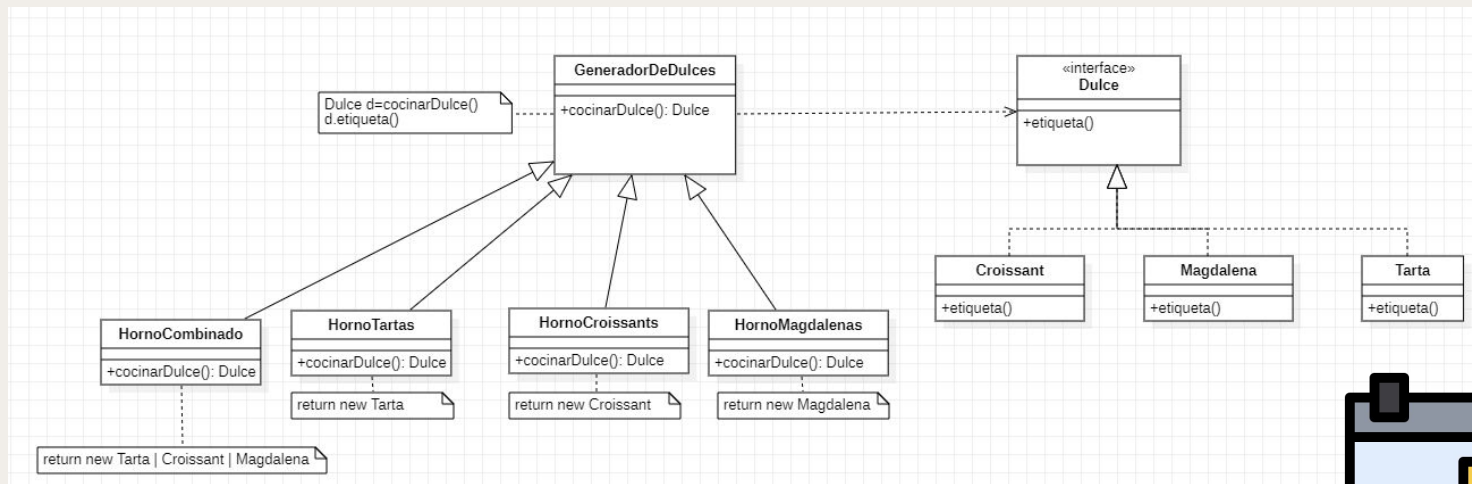 GeneradorDeDulces
+cocinarDulce(): Dulce
Dulce d=cocinarDulce()
d.etiqueta()
«interface»
Dulce
+etiqueta()
Croissant
+etiqueta()
Magdalena
+etiqueta()
Tarta
+etiqueta()
HornoCombinado
+cocinarDulce(): Dulce
return new Tarta | Croissant | Magdalena
HornoTartas
+cocinarDulce(): Dulce
return new Tarta
HornoCroissants
+cocinarDulce(): Dulce
return new Croissant
HornoMagdalenas
+cocinarDulce(): Dulce
return new Magdalena